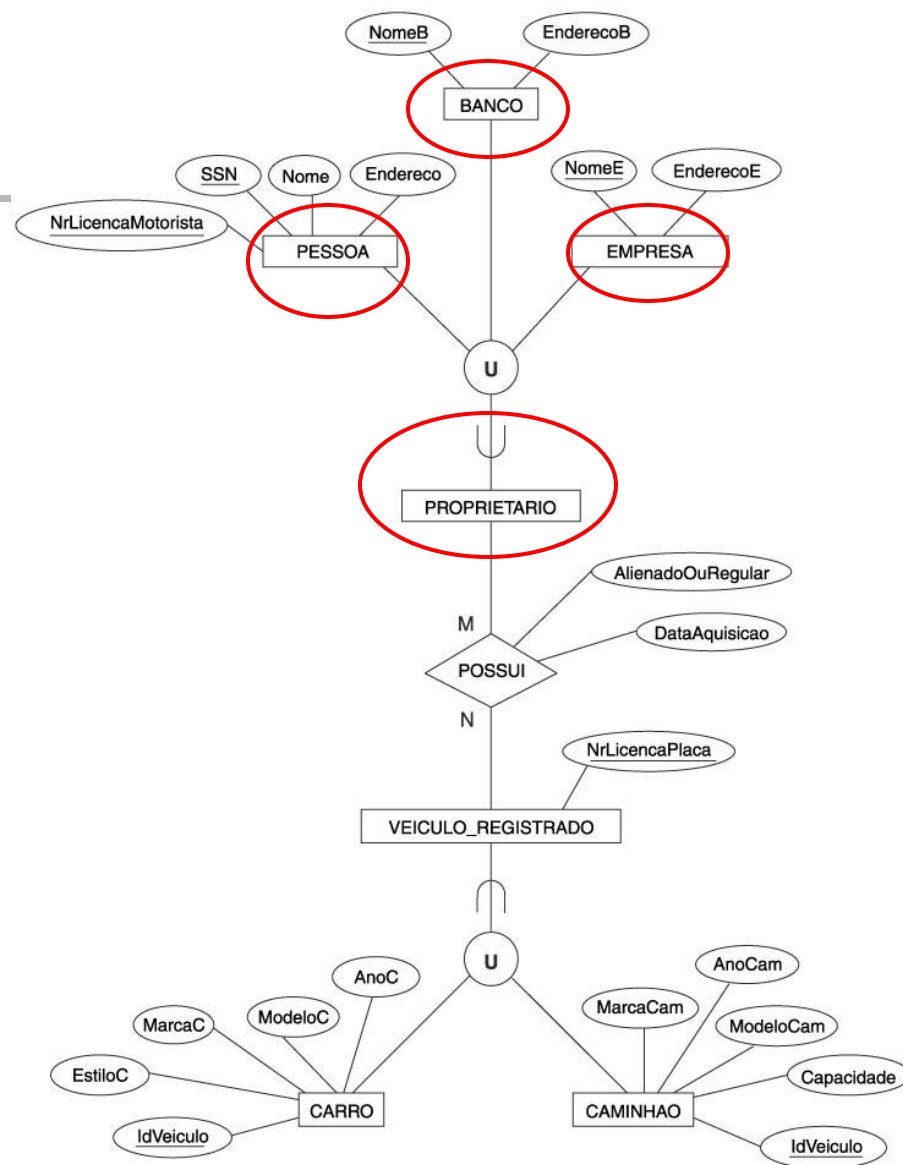 NomeB
EnderecoB
BANCO
SSN
Nome
Endereco
NomeE
EnderecoE
NrLicencaMotorista
PESSOA
EMPRESA
U
PROPRIETARIO
AlienadoOuRegular
M
DataAquisicao
POSSUI
N
NrLicencaPlaca
VEICULO_REGISTRADO
U
AnoC
AnoCam
ModeloC
MarcaCam
MarcaC
ModeloCam
EstiloC
Capacidade
CARRO
CAMINHAO
IdVeiculo
IdVeiculo